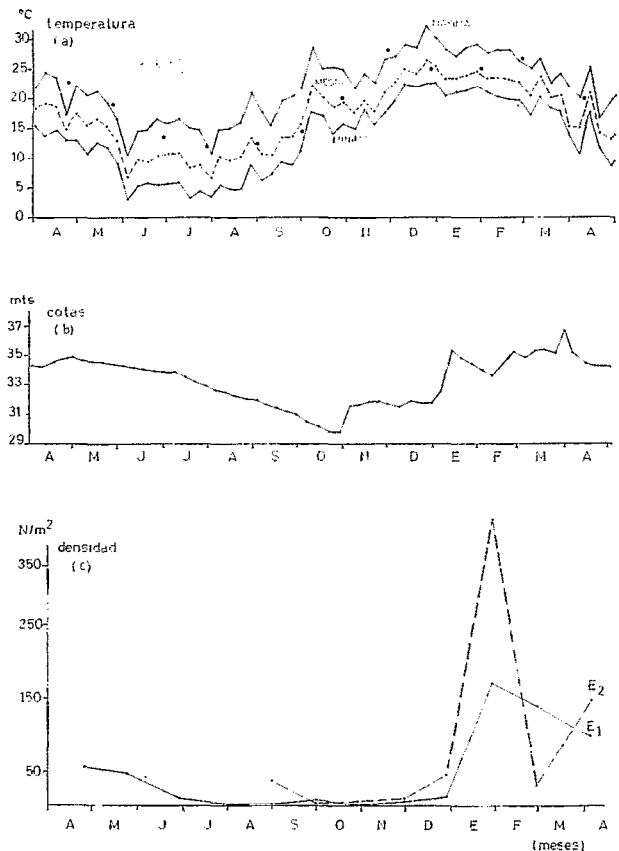 °C
temperatura
(a)
30
25
20
15
10
5
0
A M J J A S O N D E F M A
mts
cotas
(b)
37
35
33
31
29
A M J J A S O N D E F M A
N/m²
densidad
(c)
350
250
150
50
E₂
E₁
A M J J A S O N D E F M A
(meses)